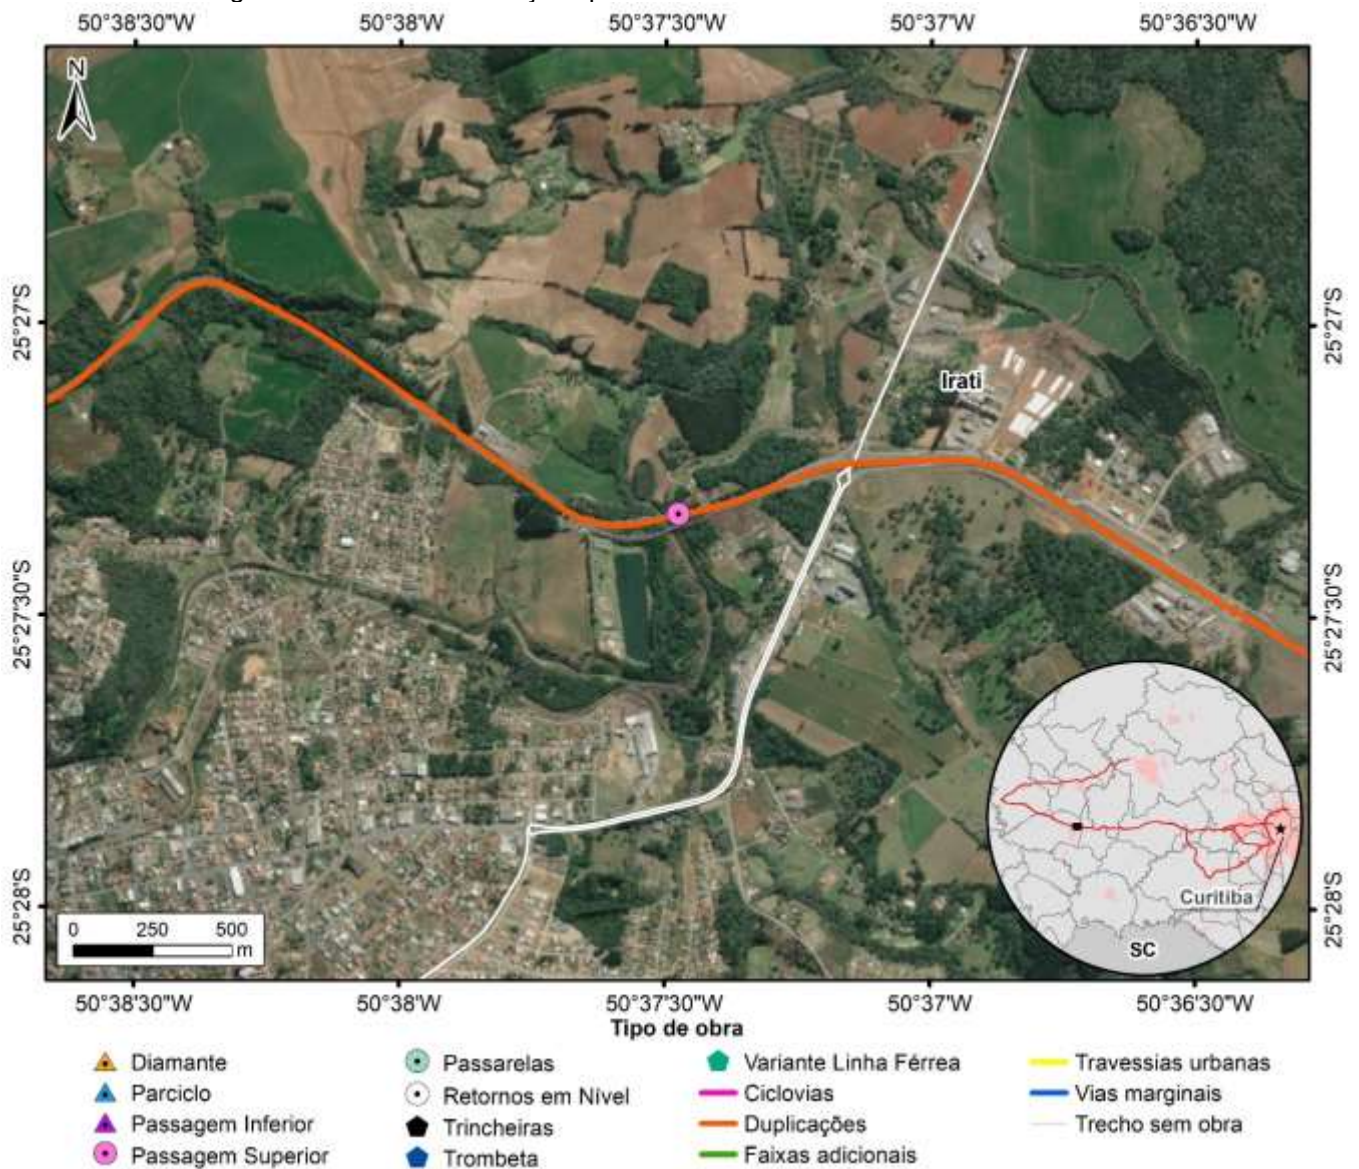 50°38'30"W 50°38'W 50°37'30"W 50°37'W 50°36'30"W
N
25°27'S 25°27'S
Irati
25°27'30"S 25°27'30"S
25°28'S 25°28'S
Curitiba
SC
0 250 500
m
50°38'30"W 50°38'W 50°37'30"W 50°37'W 50°36'30"W
Tipo de obra
Diamante Passarelas Variante Linha Férrea Travessias urbanas
Parciclo Retornos em Nível Ciclovias Vias marginais
Passagem Inferior Trincheiras Duplicações Trecho sem obra
Passagem Superior Trombeta Faixas adicionais